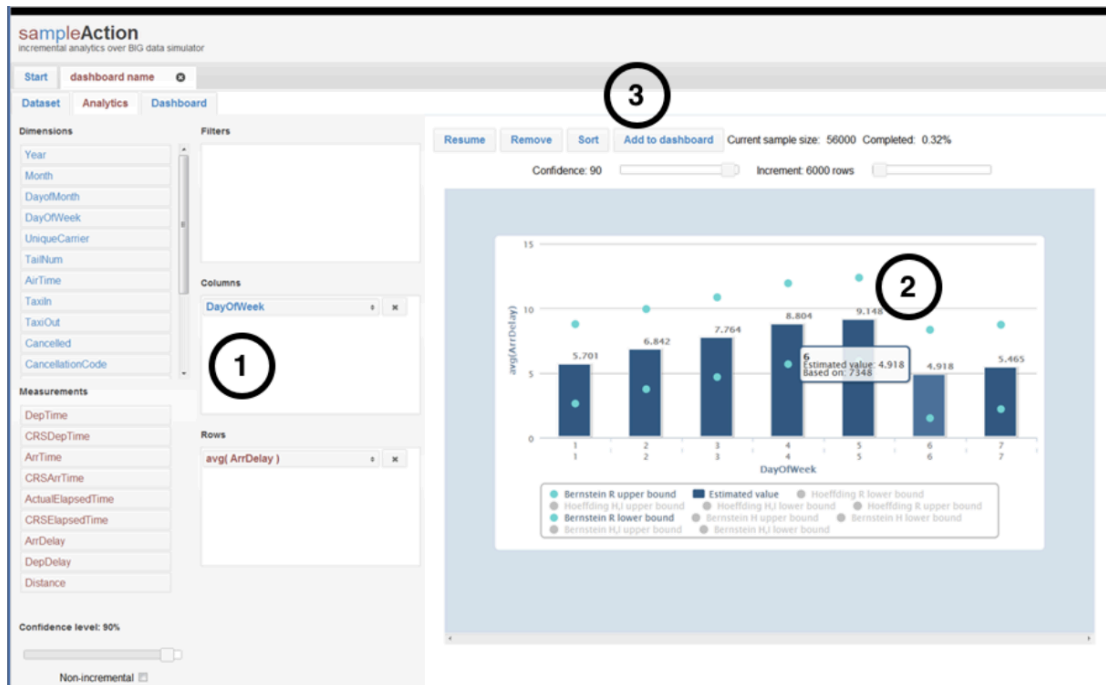 sampleAction
incremental analytics over BIG data simulator
Start dashboard name
Dataset Analytics Dashboard
3
Dimensions
Year
Month
DayofMonth
DayOfWeek
UniqueCarrier
TailNum
AirTime
TaxiIn
TaxiOut
Cancelled
CancellationCode
Measurements
DepTime
CRSDepTime
ArrTime
CRSArrTime
ActualElapsedTime
CRSElapsedTime
ArrDelay
DepDelay
Distance
Confidence level: 90%
Non-incremental
Filters
Columns
DayOfWeek
1
Rows
avg( ArrDelay )
Resume Remove Sort Add to dashboard Current sample size: 56000 Completed: 0.32%
Confidence: 90 Increment: 6000 rows
15
10
5
0
avg(ArrDelay)
2
5.701 6.842 7.764 8.804 9.148 4.918 5.465
6
Estimated value: 4.918
Based on: 7348
1 2 3 4 5 6 7
1 2 3 4 5 6 7
DayOfWeek
Bernstein R upper bound Estimated value Hoeffding R lower bound
Hoeffding H,I upper bound Hoeffding H,I lower bound Hoeffding R upper bound
Bernstein R lower bound Bernstein H upper bound Bernstein H lower bound
Bernstein H,I upper bound Bernstein H,I lower bound